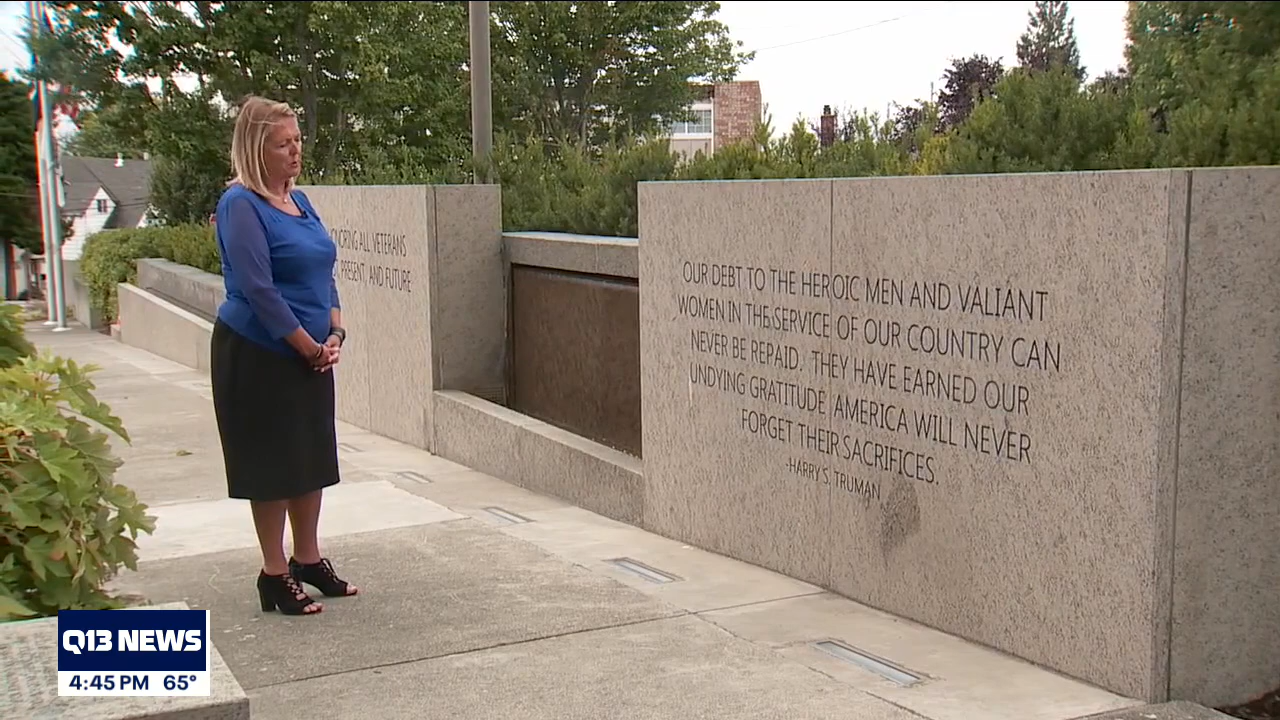 HONORING ALL VETERANS
PRESENT, AND FUTURE
OUR DEBT TO THE HEROIC MEN AND VALIANT
WOMEN IN THE SERVICE OF OUR COUNTRY CAN
NEVER BE REPAID. THEY HAVE EARNED OUR
UNDYING GRATITUDE. AMERICA WILL NEVER
FORGET THEIR SACRIFICES.
-HARRY S. TRUMAN
Q13 NEWS
4:45 PM 65°